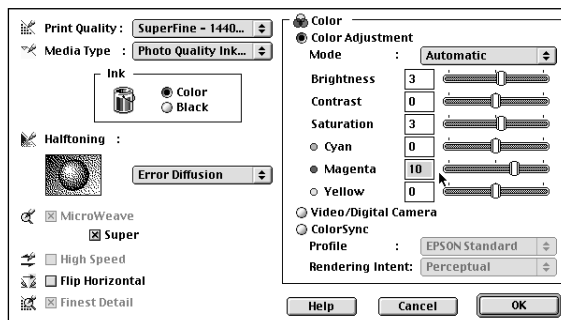 Print Quality : SuperFine - 1440...
Media Type : Photo Quality Ink...
Ink
Color
Black
Halftoning :
Error Diffusion
MicroWeave
Super
High Speed
Flip Horizontal
Finest Detail
Color
Color Adjustment
Mode : Automatic
Brightness 3
Contrast 0
Saturation 3
Cyan 0
Magenta 10
Yellow 0
Video/Digital Camera
ColorSync
Profile : EPSON Standard
Rendering Intent: Perceptual
Help Cancel OK